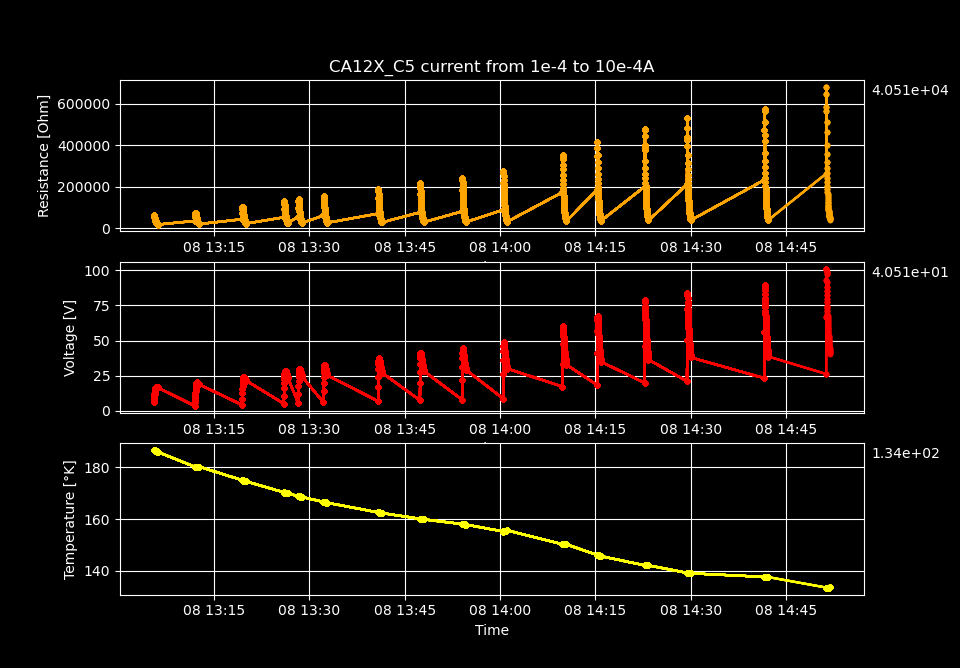 CA12X_C5 current from 1e-4 to 10e-4A
Resistance [Ohm]
600000
400000
200000
0
4.051e+04
08 13:15 08 13:30 08 13:45 08 14:00 08 14:15 08 14:30 08 14:45
Voltage [V]
100
75
50
25
0
4.051e+01
08 13:15 08 13:30 08 13:45 08 14:00 08 14:15 08 14:30 08 14:45
Temperature [°K]
180
160
140
1.34e+02
08 13:15 08 13:30 08 13:45 08 14:00 08 14:15 08 14:30 08 14:45
Time